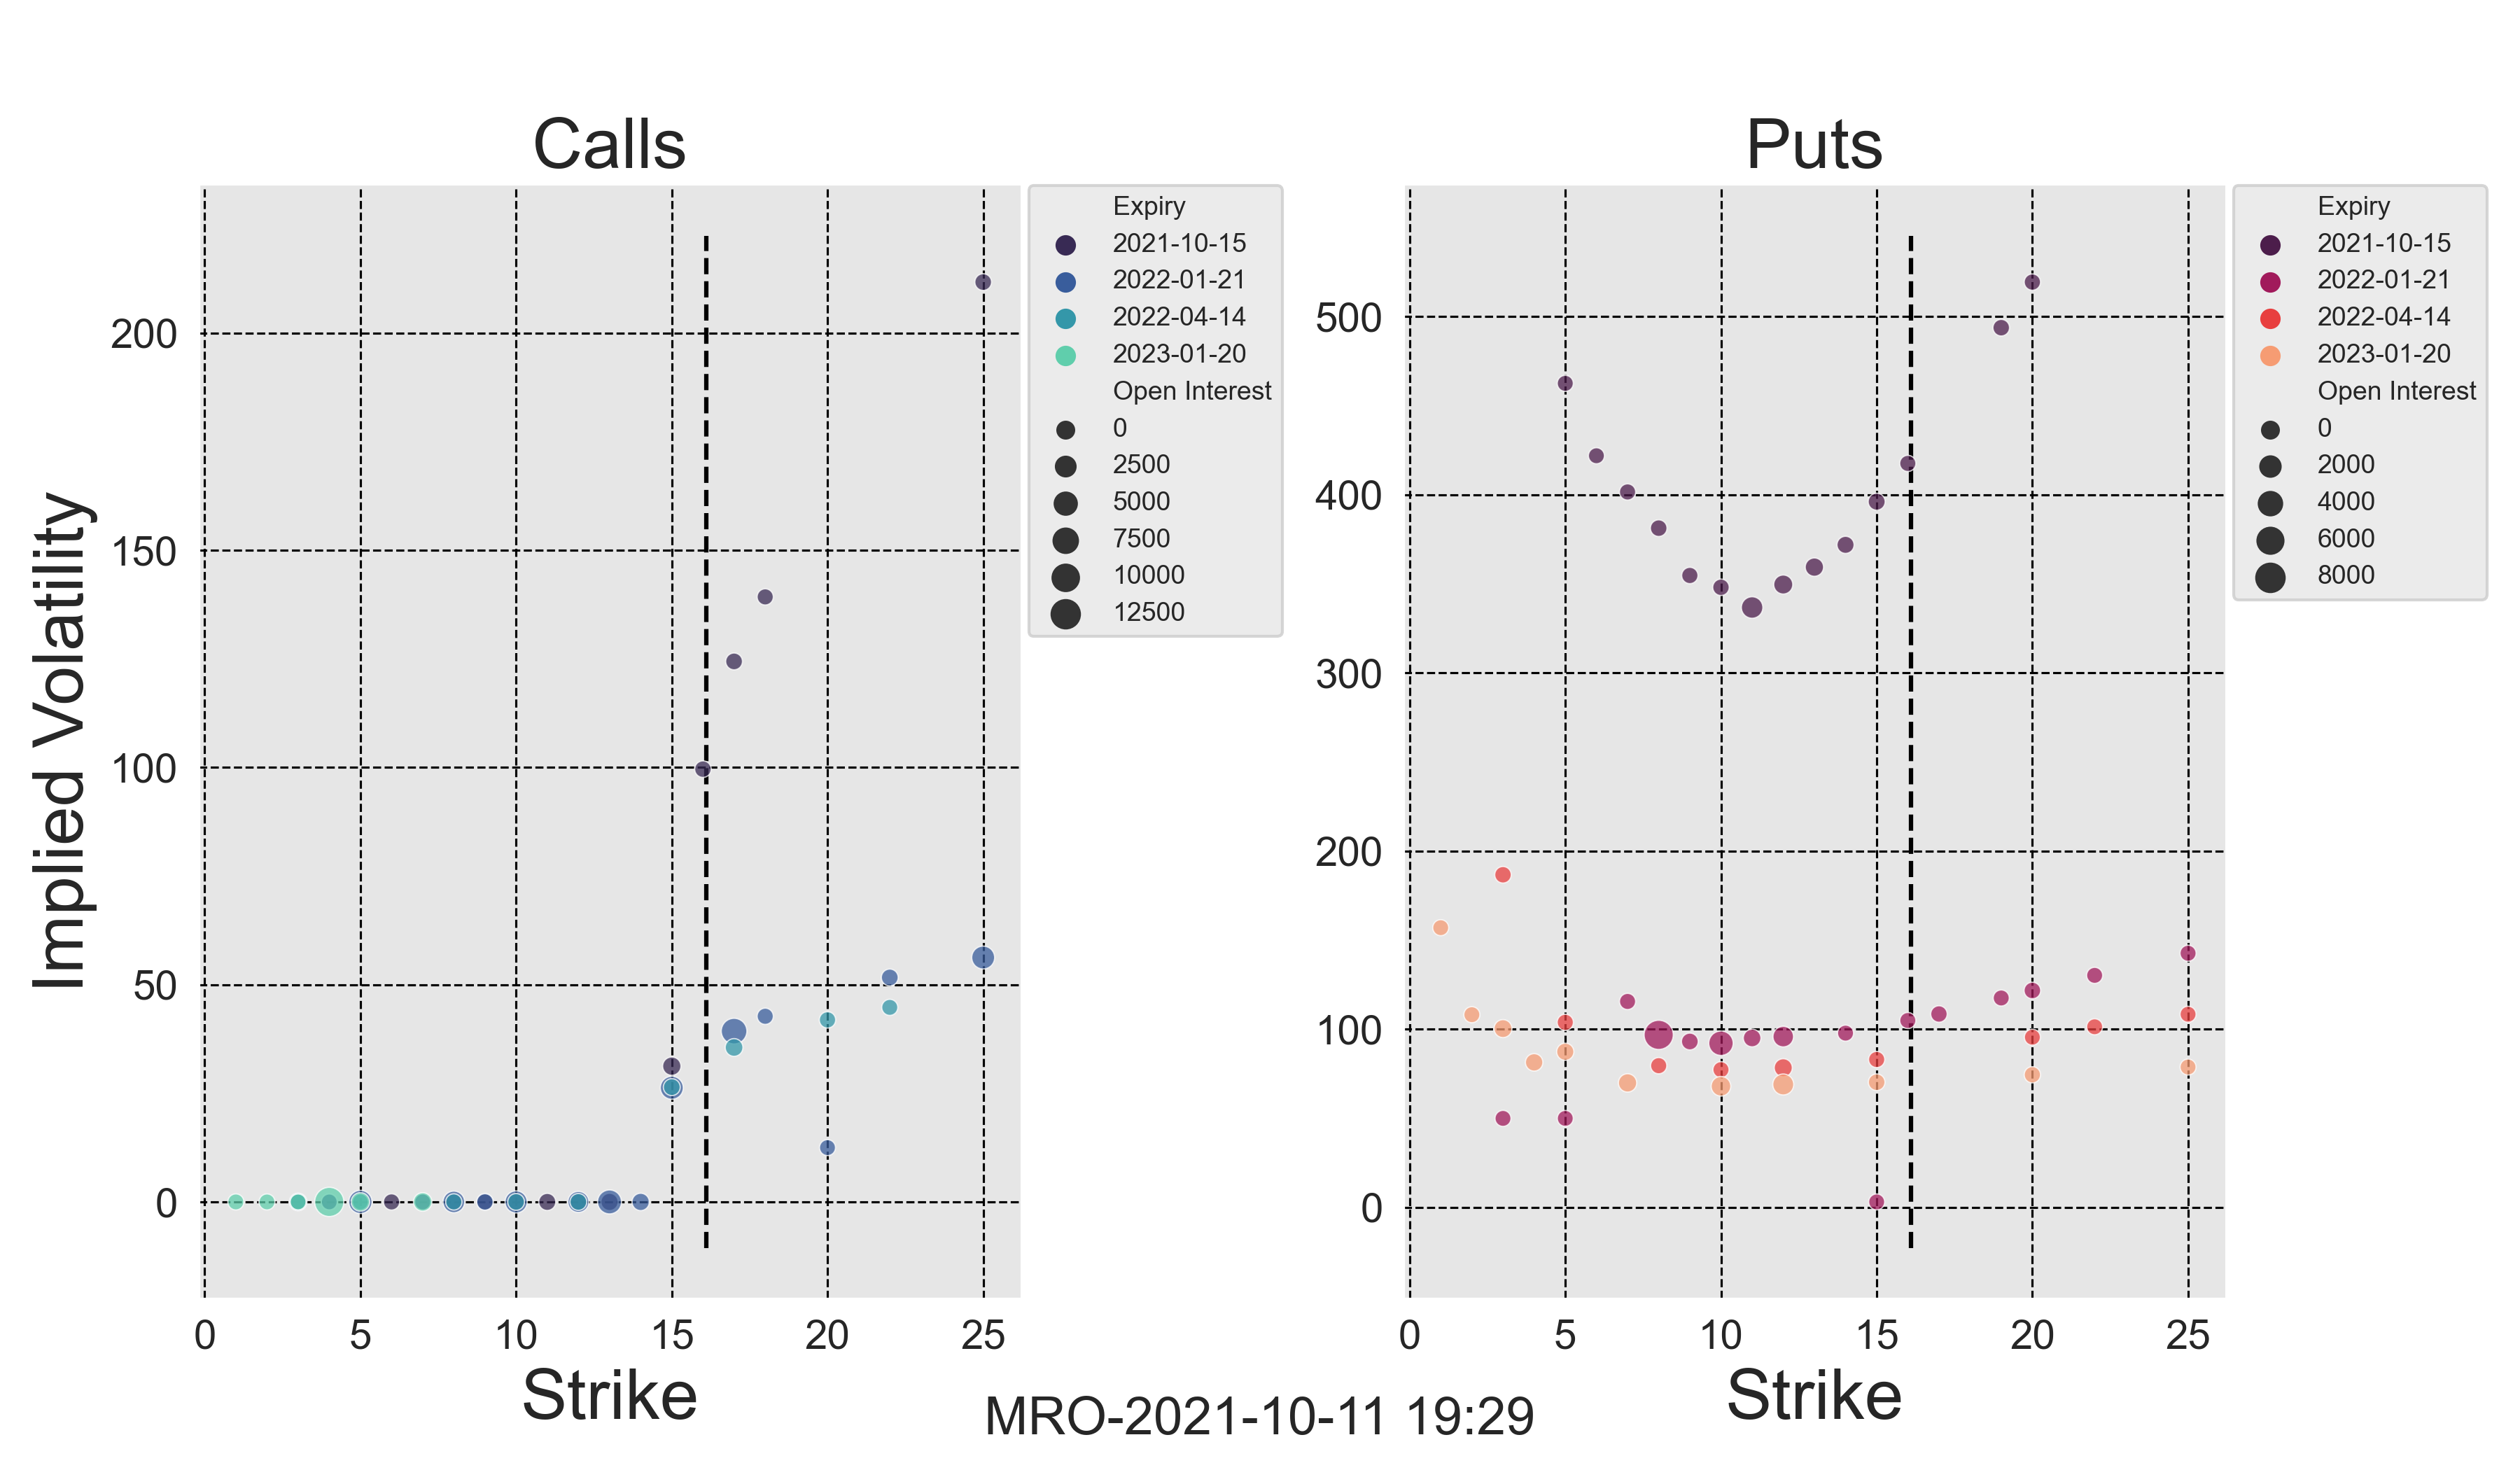 Calls
Puts
Implied Volatility
200
150
100
50
0
0 5 10 15 20 25
Strike
Expiry
2021-10-15
2022-01-21
2022-04-14
2023-01-20
Open Interest
0
2500
5000
7500
10000
12500
500
400
300
200
100
0
0 5 10 15 20 25
Strike
Expiry
2021-10-15
2022-01-21
2022-04-14
2023-01-20
Open Interest
0
2000
4000
6000
8000
MRO-2021-10-11 19:29